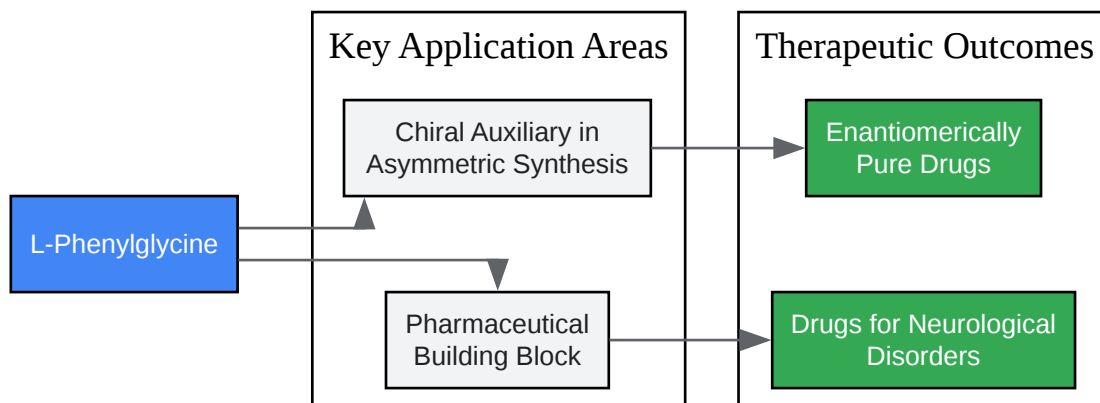 Key Application Areas
Therapeutic Outcomes
Chiral Auxiliary in
Asymmetric Synthesis
Enantiomerically
Pure Drugs
L-Phenylglycine
Pharmaceutical
Building Block
Drugs for Neurological
Disorders